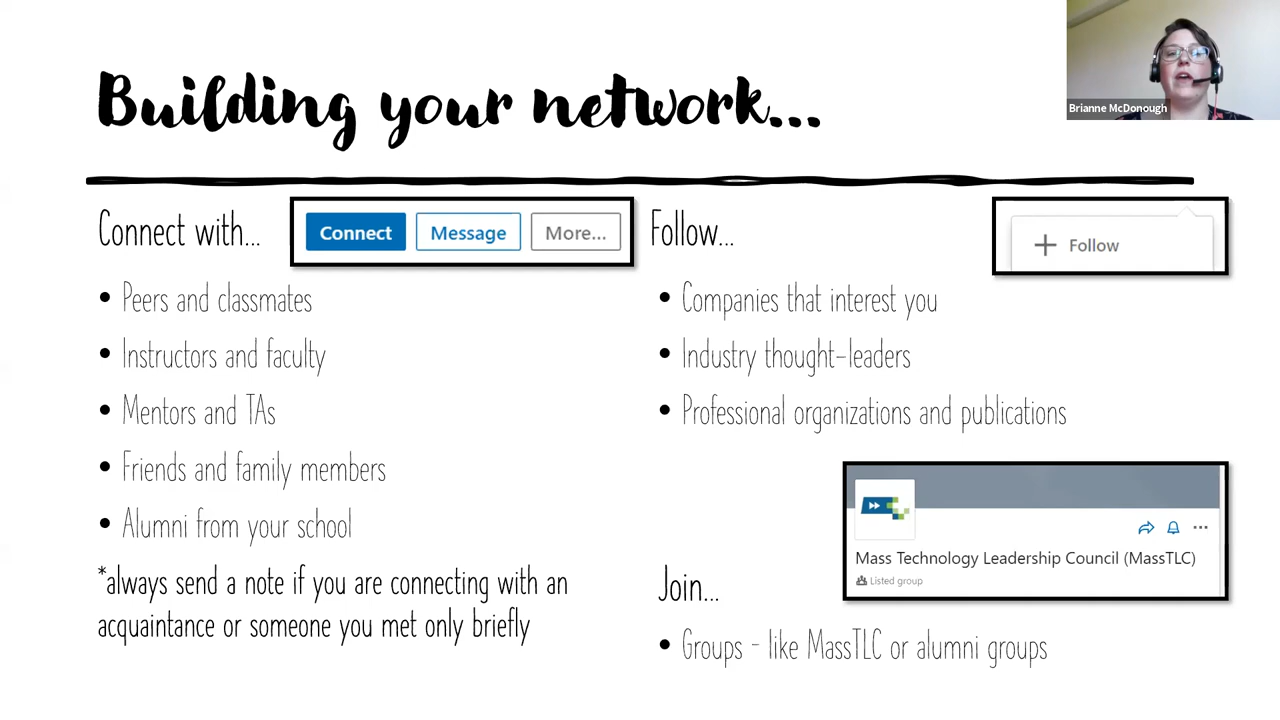 Building your network...
Brianne McDonough
Connect with...
Connect
Message
More...
• Peers and classmates
• Instructors and faculty
• Mentors and TAs
• Friends and family members
• Alumni from your school
*always send a note if you are connecting with an
acquaintance or someone you met only briefly
Follow...
+ Follow
• Companies that interest you
• Industry thought-leaders
• Professional organizations and publications
Mass Technology Leadership Council (MassTLC)
Listed group
Join...
• Groups - like MassTLC or alumni groups